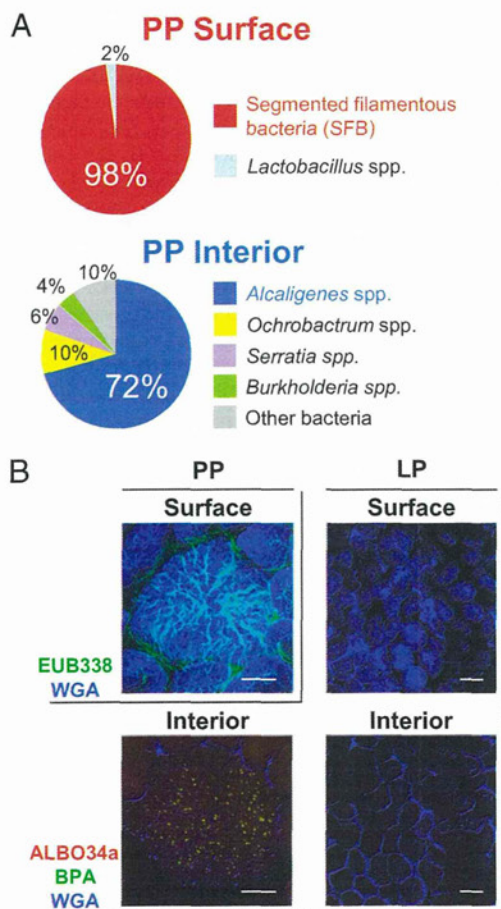 A
PP Surface
2%
98%
Segmented filamentous
bacteria (SFB)
Lactobacillus spp.
PP Interior
10%
4%
6%
10%
72%
Alcaligenes spp.
Ochrobactrum spp.
Serratia spp.
Burkholderia spp.
Other bacteria
B
PP LP
Surface Surface
EUB338
WGA
Interior Interior
ALBO34a
BPA
WGA